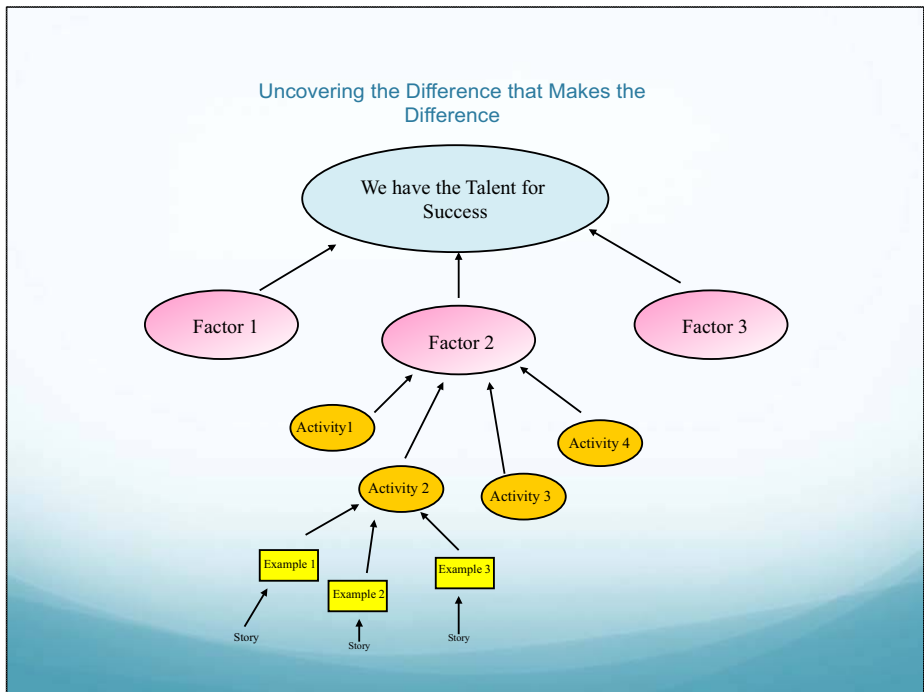 Uncovering the Difference that Makes the
Difference
We have the Talent for
Success
Factor 1
Factor 2
Factor 3
Activity1
Activity 2
Activity 3
Activity 4
Example 1
Example 2
Example 3
Story
Story
Story